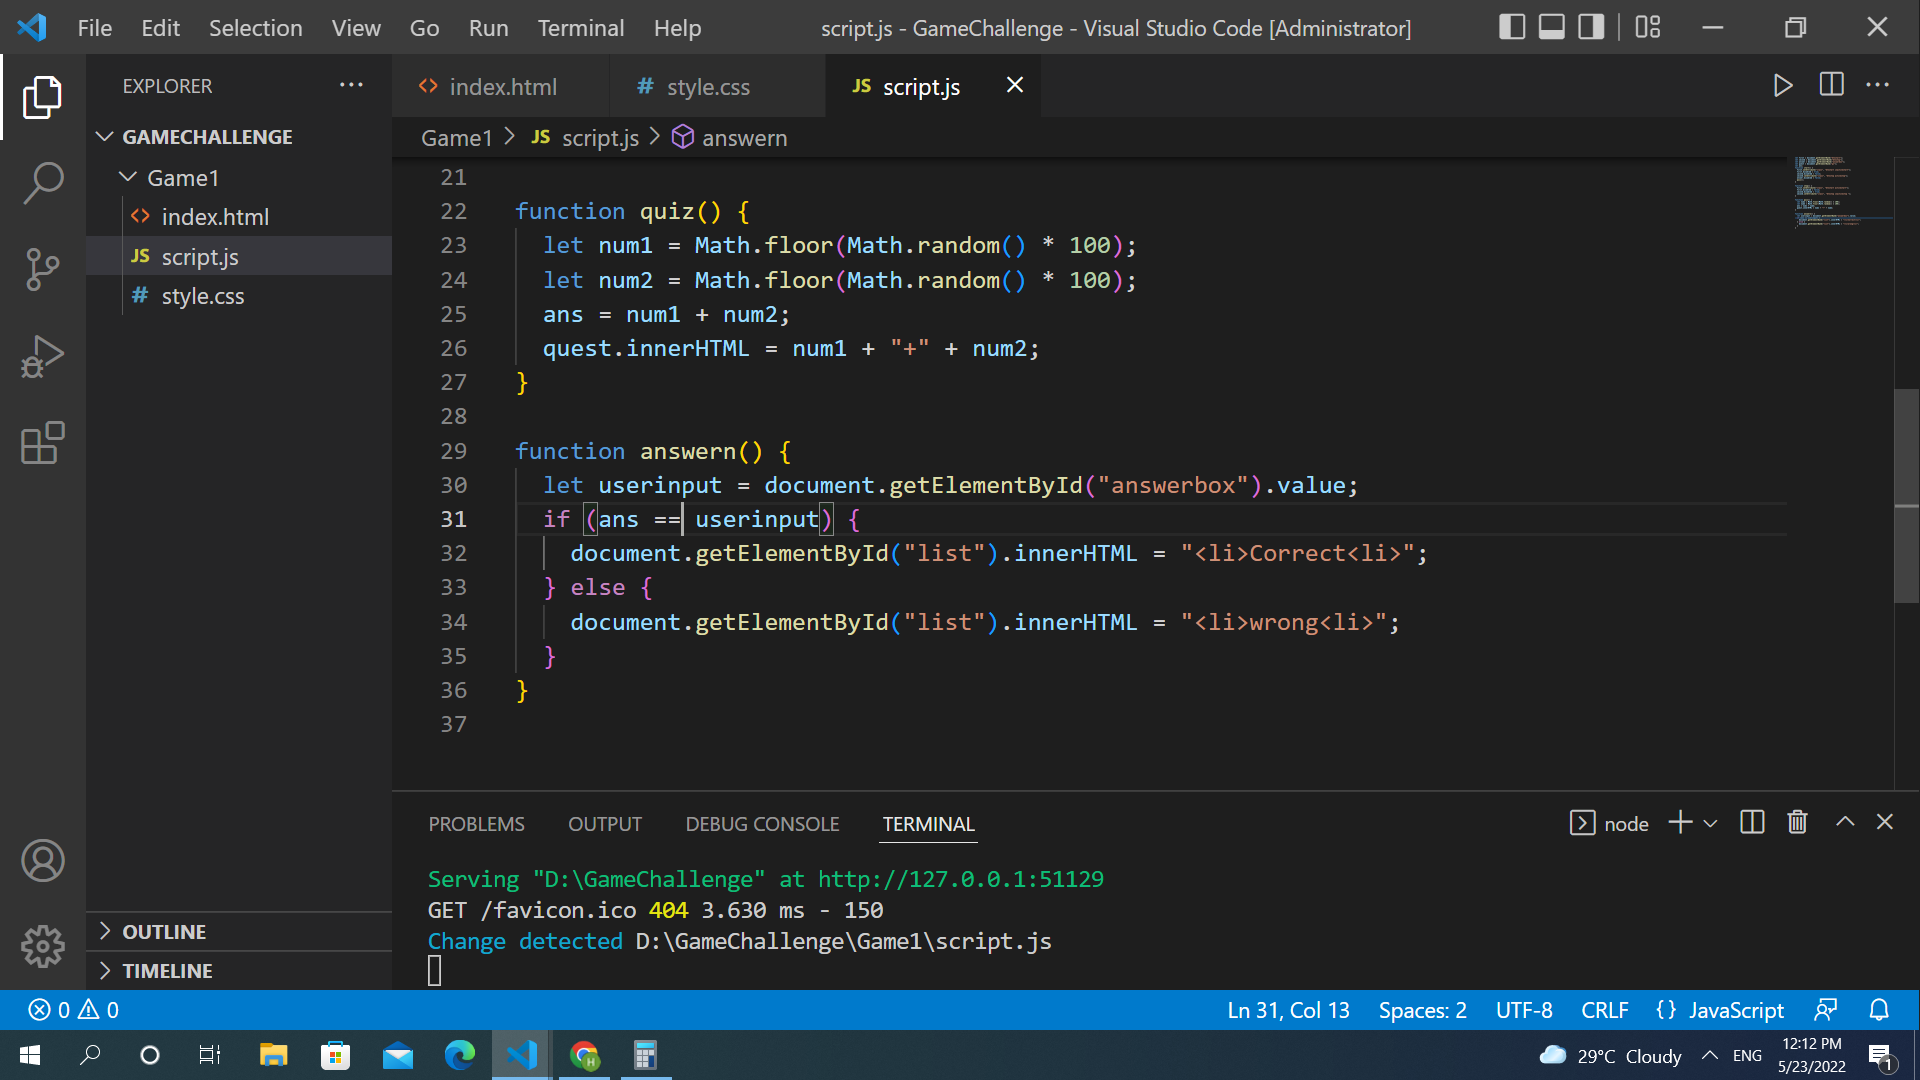 File Edit Selection View Go Run Terminal Help script.js - GameChallenge - Visual Studio Code [Administrator]
EXPLORER
GAMECHALLENGE
Game1
index.html
JS script.js
# style.css
OUTLINE
TIMELINE
index.html # style.css JS script.js
Game1 > JS script.js > answern
21
22 function quiz() {
23 let num1 = Math.floor(Math.random() * 100);
24 let num2 = Math.floor(Math.random() * 100);
25 ans = num1 + num2;
26 quest.innerHTML = num1 + "+" + num2;
27 }
28
29 function answern() {
30 let userinput = document.getElementById("answerbox").value;
31 if (ans == userinput) {
32 document.getElementById("list").innerHTML = "<li>Correct<li>";
33 } else {
34 document.getElementById("list").innerHTML = "<li>wrong<li>";
35 }
36 }
37
PROBLEMS OUTPUT DEBUG CONSOLE TERMINAL node
Serving "D:\GameChallenge" at http://127.0.0.1:51129
GET /favicon.ico 404 3.630 ms - 150
Change detected D:\GameChallenge\Game1\script.js
0 0 Ln 31, Col 13 Spaces: 2 UTF-8 CRLF {} JavaScript
29°C Cloudy ENG 12:12 PM
5/23/2022
1
H